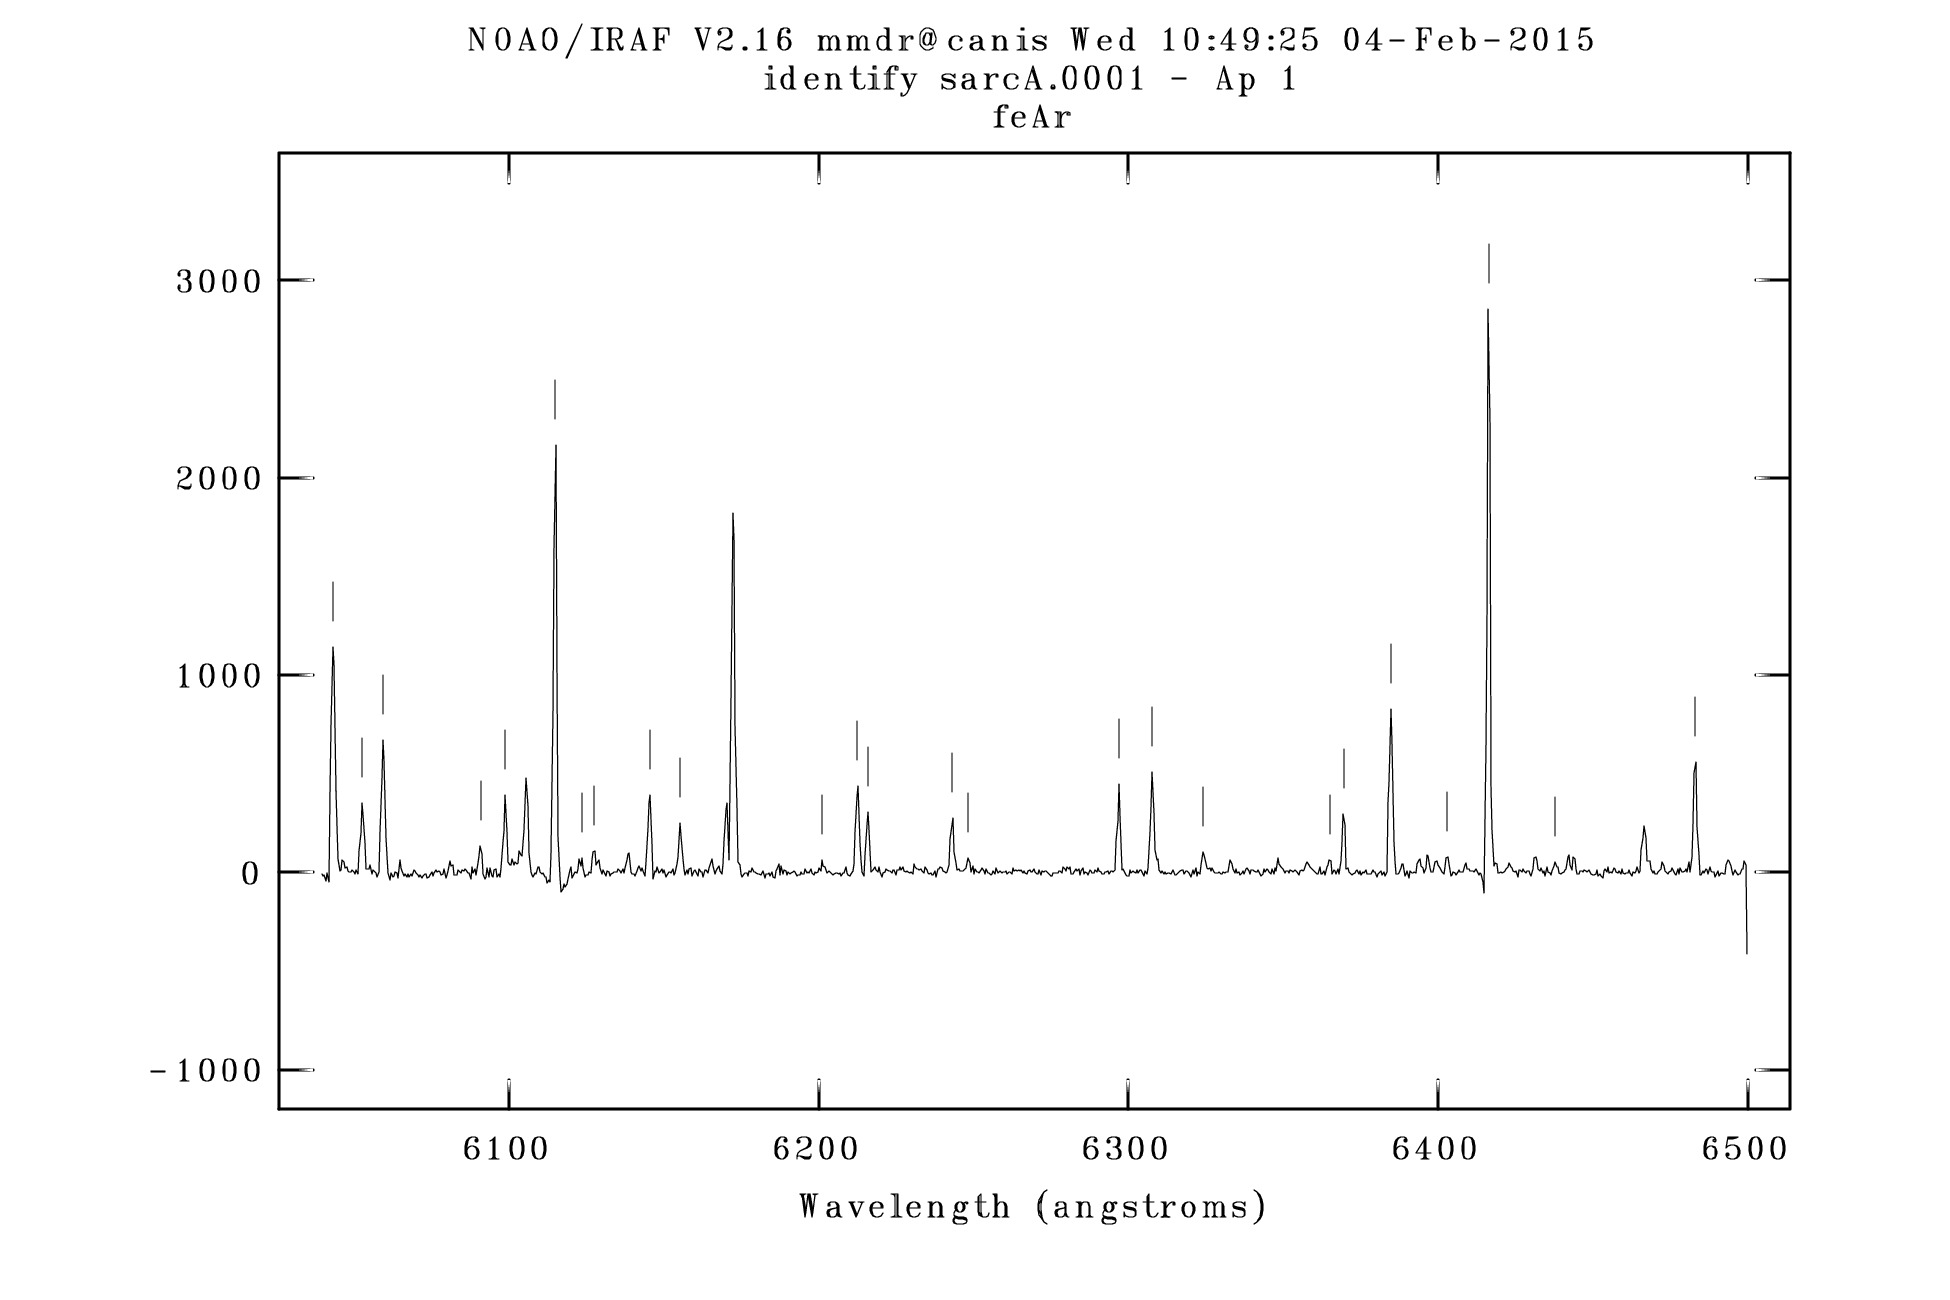 NOAO/IRAF V2.16 mmdr@canis Wed 10:49:25 04-Feb-2015
identify sarcA.0001 - Ap 1
feAr
3000
2000
1000
0
-1000
6100 6200 6300 6400 6500
Wavelength (angstroms)